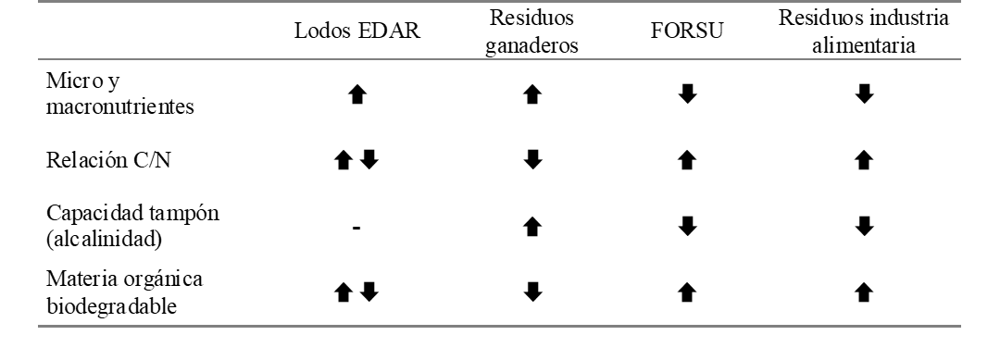 Lodos EDAR
Residuos
ganaderos
FORSU
Residuos industria
alimentaria
Micro y
macronutrientes
🡅 🡅 🡇 🡇
Relación C/N
🡅🡇 🡇 🡅 🡅
Capacidad tampón
(alcalinidad)
- 🡅 🡇 🡇
Materia orgánica
biodegradable
🡅🡇 🡇 🡅 🡅